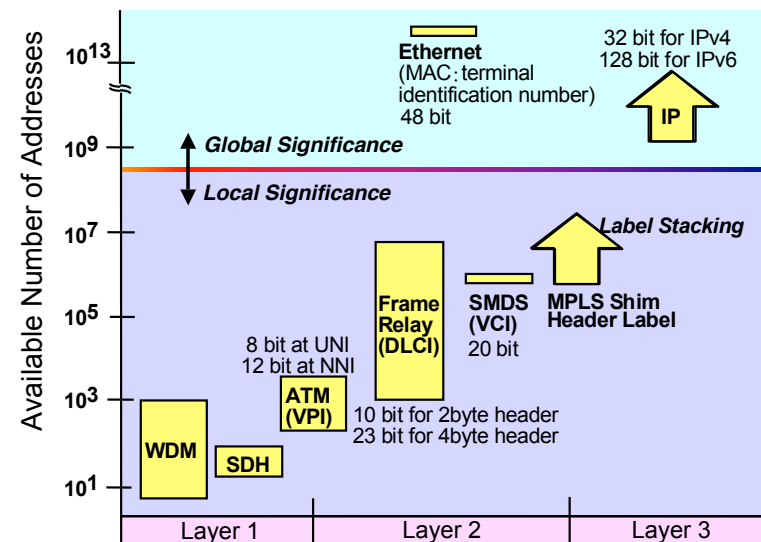 Available Number of Addresses
10^13
10^9
10^7
10^5
10^3
10^1
Ethernet
(MAC：terminal
identification number)
48 bit
32 bit for IPv4
128 bit for IPv6
IP
Global Significance
Local Significance
Label Stacking
MPLS Shim
Header Label
SMDS
(VCI)
20 bit
Frame
Relay
(DLCI)
10 bit for 2byte header
23 bit for 4byte header
8 bit at UNI
12 bit at NNI
ATM
(VPI)
WDM
SDH
Layer 1
Layer 2
Layer 3